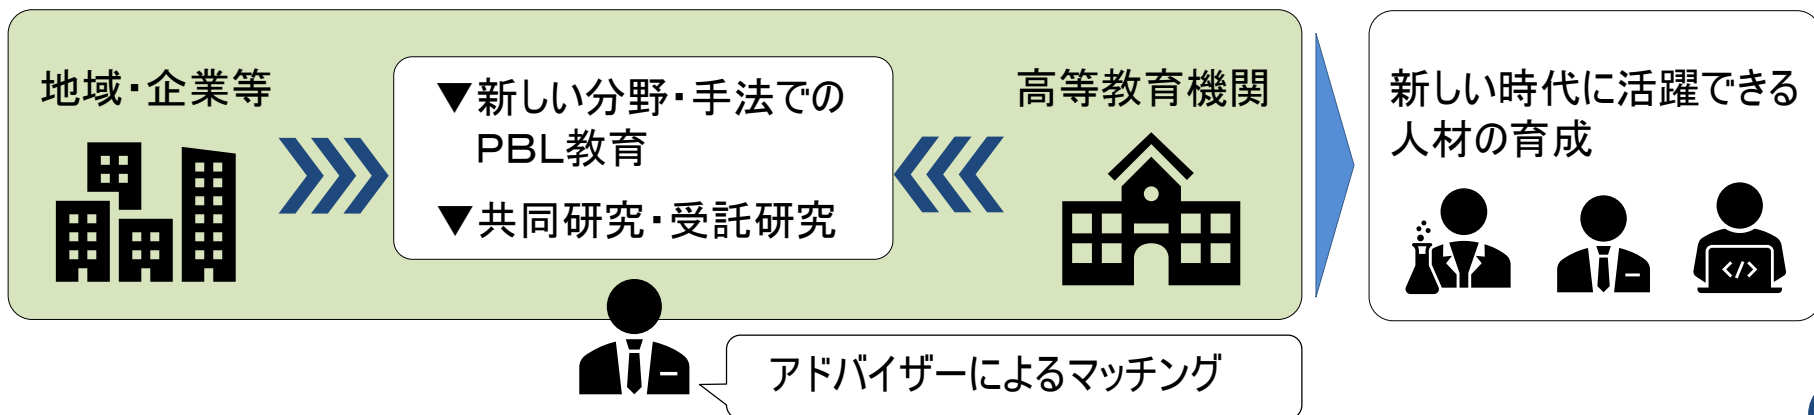 地域・企業等
▼新しい分野・手法での
PBL教育
▼共同研究・受託研究
高等教育機関
アドバイザーによるマッチング
新しい時代に活躍できる
人材の育成
</>